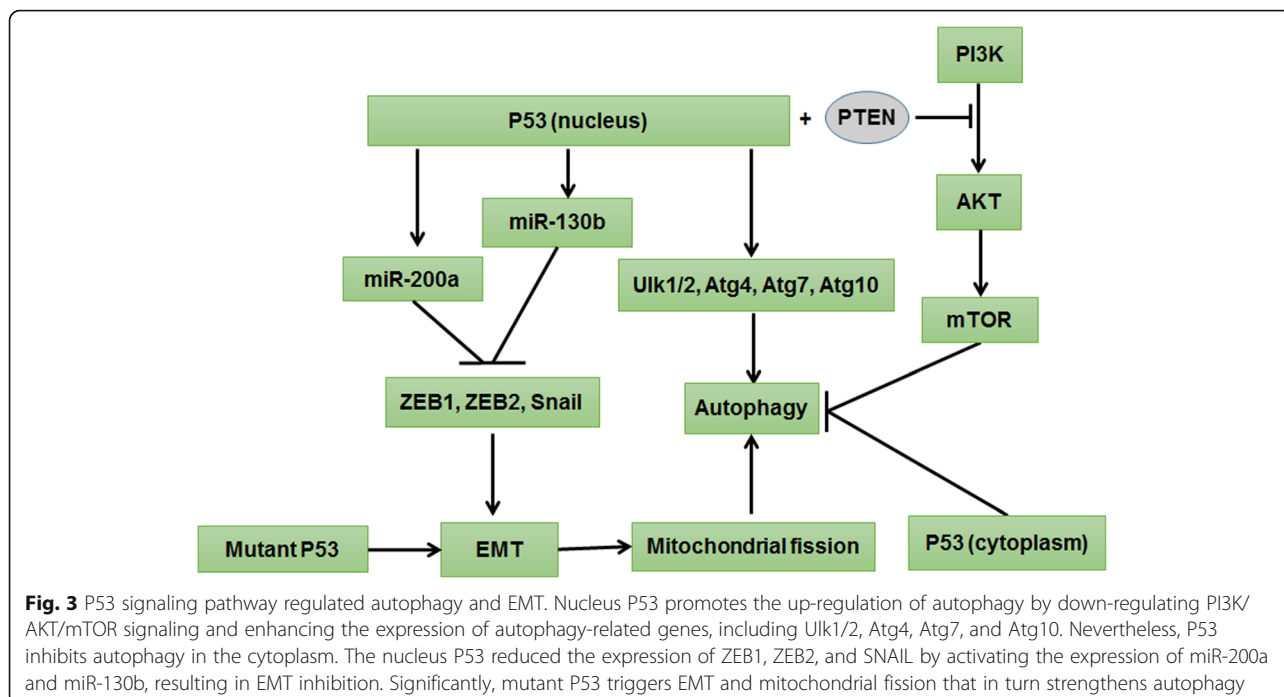 PI3K
P53 (nucleus)
+
PTEN
AKT
miR-130b
miR-200a
Ulk1/2, Atg4, Atg7, Atg10
mTOR
ZEB1, ZEB2, Snail
Autophagy
Mutant P53
EMT
Mitochondrial fission
P53 (cytoplasm)
Fig. 3 P53 signaling pathway regulated autophagy and EMT. Nucleus P53 promotes the up-regulation of autophagy by down-regulating PI3K/
AKT/mTOR signaling and enhancing the expression of autophagy-related genes, including Ulk1/2, Atg4, Atg7, and Atg10. Nevertheless, P53
inhibits autophagy in the cytoplasm. The nucleus P53 reduced the expression of ZEB1, ZEB2, and SNAIL by activating the expression of miR-200a
and miR-130b, resulting in EMT inhibition. Significantly, mutant P53 triggers EMT and mitochondrial fission that in turn strengthens autophagy